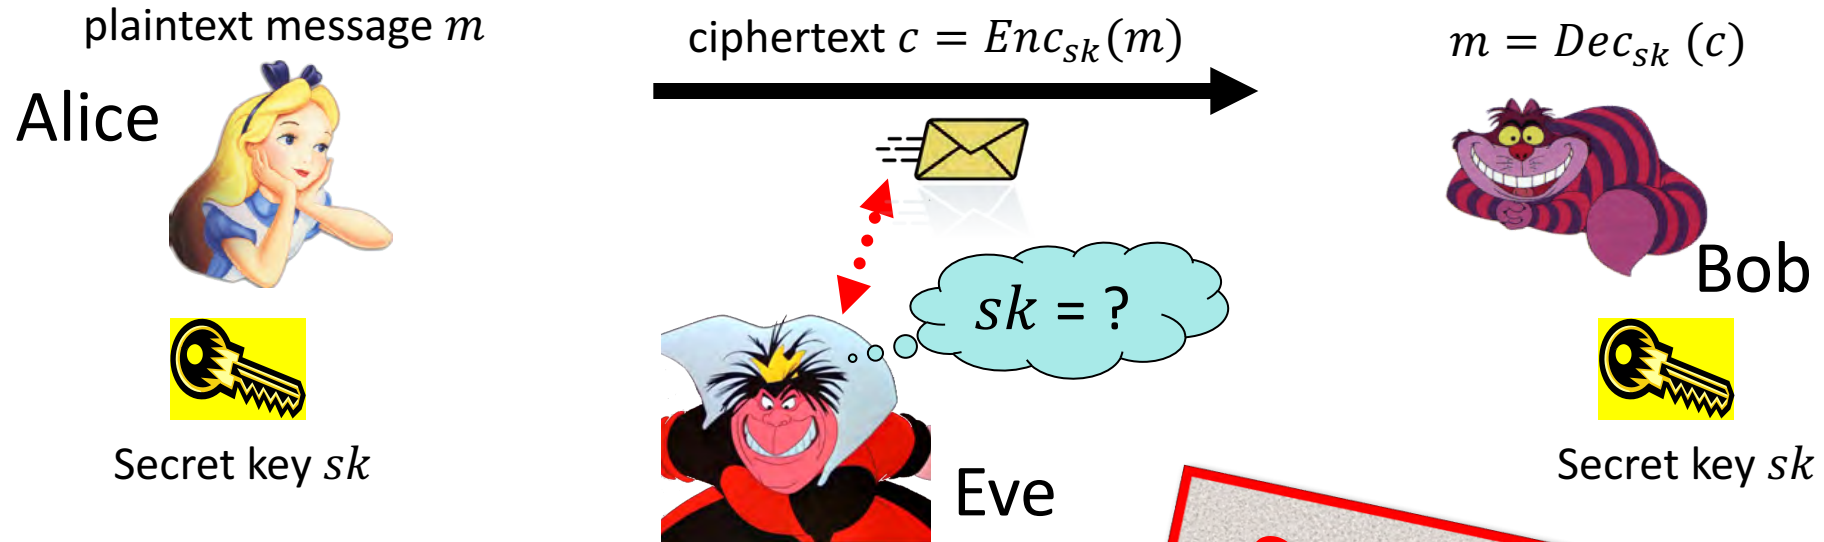 plaintext message m
ciphertext c = Enc_sk(m)
m = Dec_sk (c)
Alice
Bob
sk = ?
Secret key sk
Secret key sk
Eve